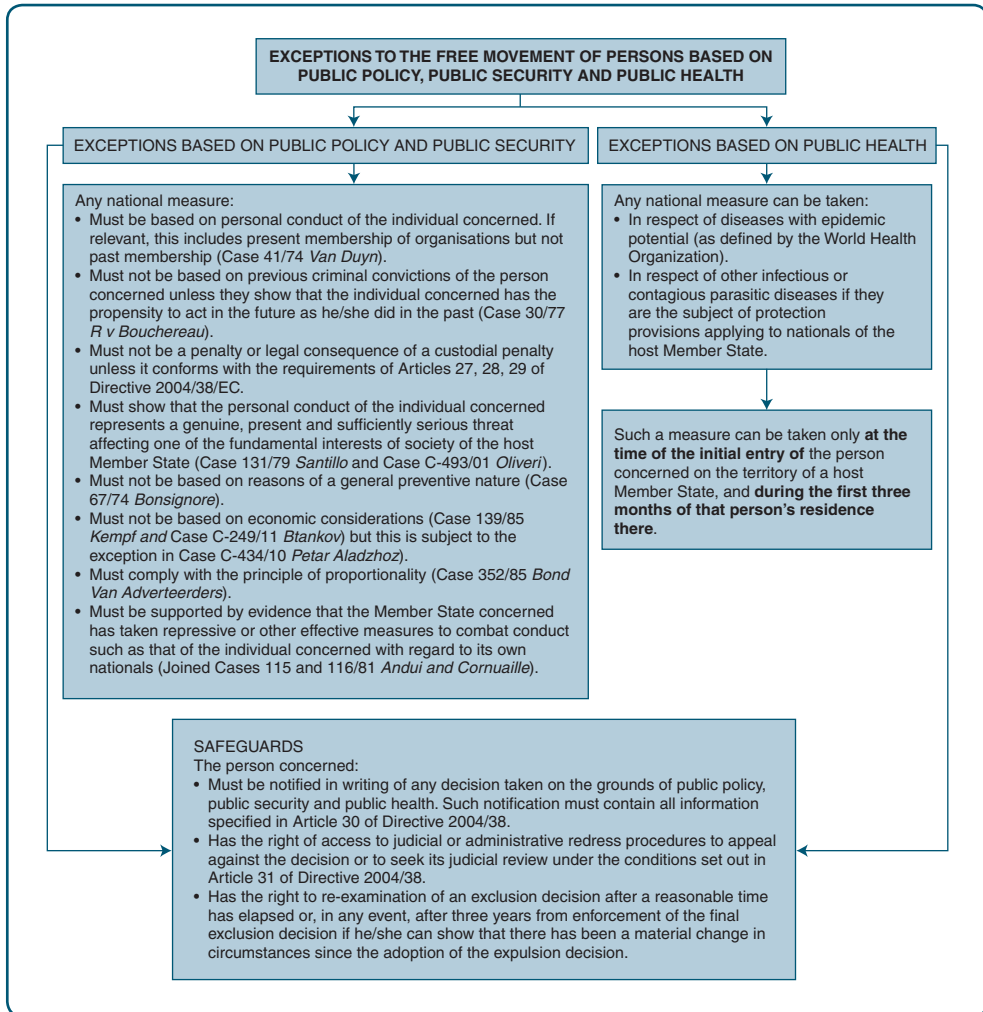 EXCEPTIONS TO THE FREE MOVEMENT OF PERSONS BASED ON
PUBLIC POLICY, PUBLIC SECURITY AND PUBLIC HEALTH
EXCEPTIONS BASED ON PUBLIC POLICY AND PUBLIC SECURITY
Any national measure:
• Must be based on personal conduct of the individual concerned. If
relevant, this includes present membership of organisations but not
past membership (Case 41/74 Van Duyn).
• Must not be based on previous criminal convictions of the person
concerned unless they show that the individual concerned has the
propensity to act in the future as he/she did in the past (Case 30/77
R v Bouchereau).
• Must not be a penalty or legal consequence of a custodial penalty
unless it conforms with the requirements of Articles 27, 28, 29 of
Directive 2004/38/EC.
• Must show that the personal conduct of the individual concerned
represents a genuine, present and sufficiently serious threat
affecting one of the fundamental interests of society of the host
Member State (Case 131/79 Santillo and Case C-493/01 Oliveri).
• Must not be based on reasons of a general preventive nature (Case
67/74 Bonsignore).
• Must not be based on economic considerations (Case 139/85
Kempf and Case C-249/11 Btankov) but this is subject to the
exception in Case C-434/10 Petar Aladzhoz).
• Must comply with the principle of proportionality (Case 352/85 Bond
Van Adverteerders).
• Must be supported by evidence that the Member State concerned
has taken repressive or other effective measures to combat conduct
such as that of the individual concerned with regard to its own
nationals (Joined Cases 115 and 116/81 Andui and Cornuaille).
EXCEPTIONS BASED ON PUBLIC HEALTH
Any national measure can be taken:
• In respect of diseases with epidemic
potential (as defined by the World Health
Organization).
• In respect of other infectious or
contagious parasitic diseases if they
are the subject of protection
provisions applying to nationals of the
host Member State.
Such a measure can be taken only at the
time of the initial entry of the person
concerned on the territory of a host
Member State, and during the first three
months of that person's residence
there.
SAFEGUARDS
The person concerned:
• Must be notified in writing of any decision taken on the grounds of public policy,
public security and public health. Such notification must contain all information
specified in Article 30 of Directive 2004/38.
• Has the right of access to judicial or administrative redress procedures to appeal
against the decision or to seek its judicial review under the conditions set out in
Article 31 of Directive 2004/38.
• Has the right to re-examination of an exclusion decision after a reasonable time
has elapsed or, in any event, after three years from enforcement of the final
exclusion decision if he/she can show that there has been a material change in
circumstances since the adoption of the expulsion decision.